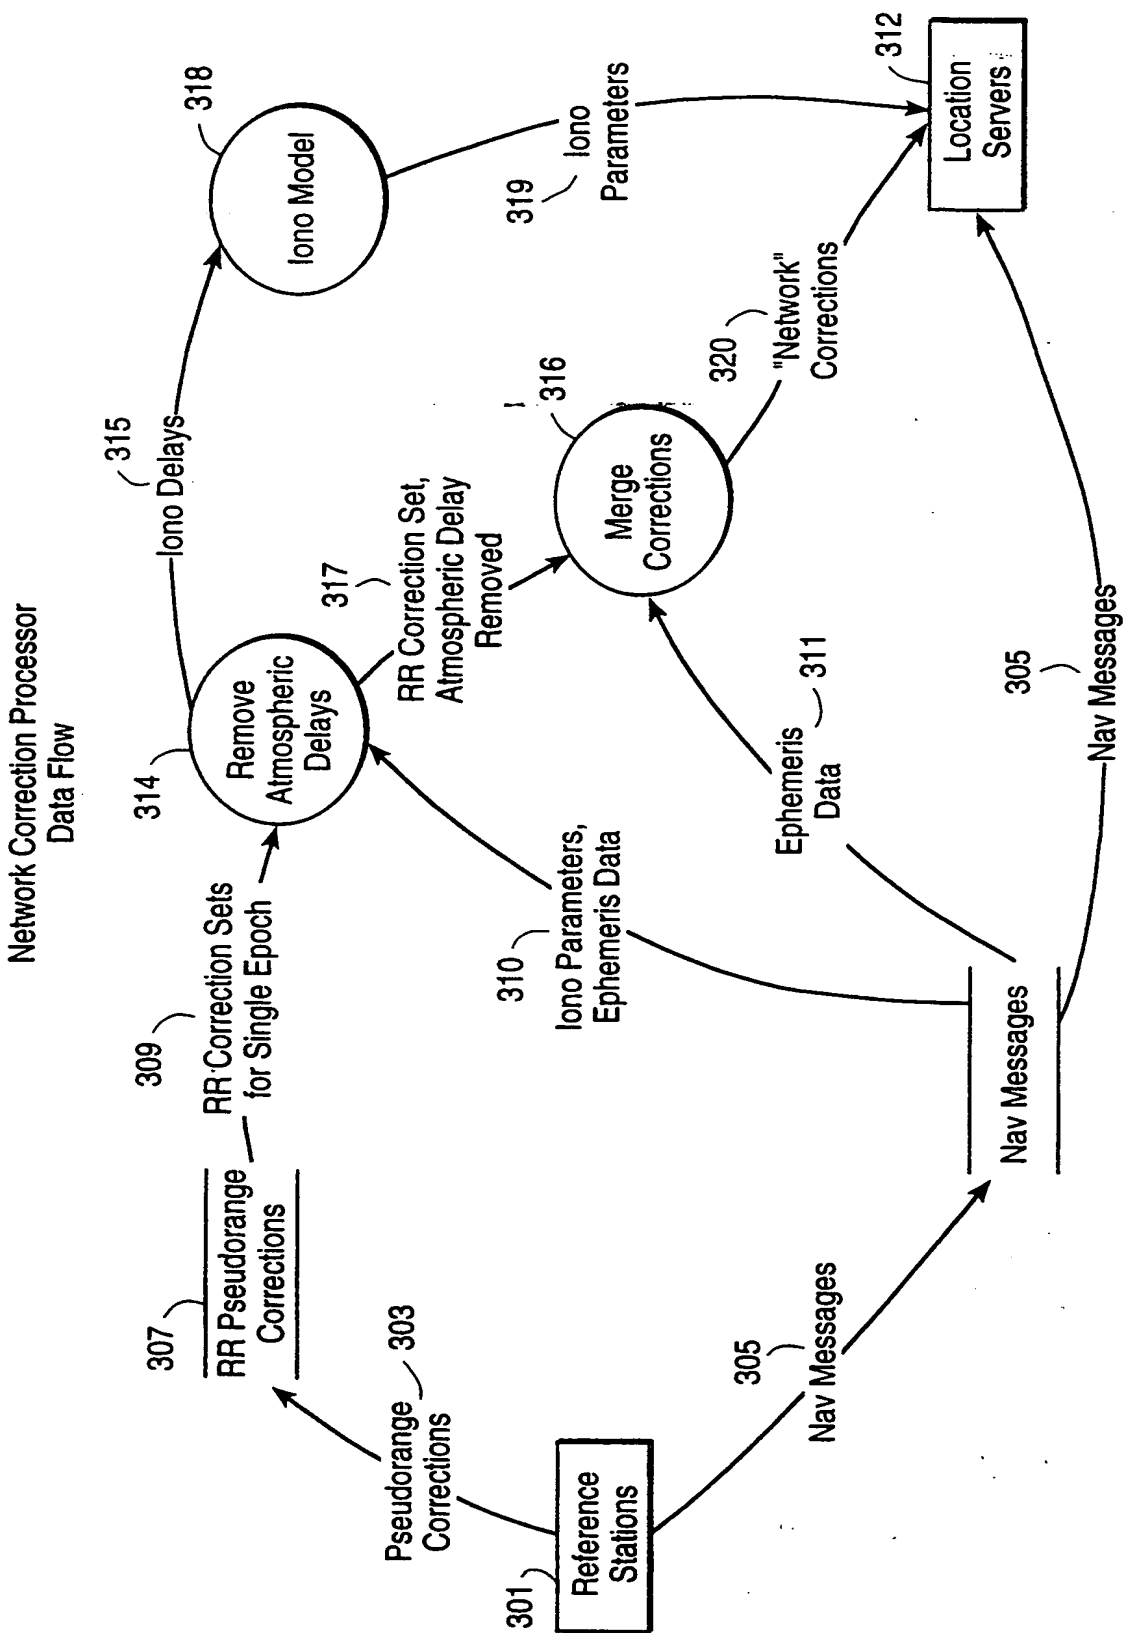 Network Correction Processor
Data Flow
301
Reference
Stations
Pseudorange
Corrections
303
307
RR Pseudorange
Corrections
309
RR Correction Sets
for Single Epoch
314
Remove
Atmospheric
Delays
315
Iono Delays
318
Iono Model
319
Iono
Parameters
312
Location
Servers
317
RR Correction Set,
Atmospheric Delay
Removed
316
Merge
Corrections
320
"Network"
Corrections
310
Iono Parameters,
Ephemeris Data
Ephemeris
Data
311
305
Nav Messages
Nav Messages
305
Nav Messages